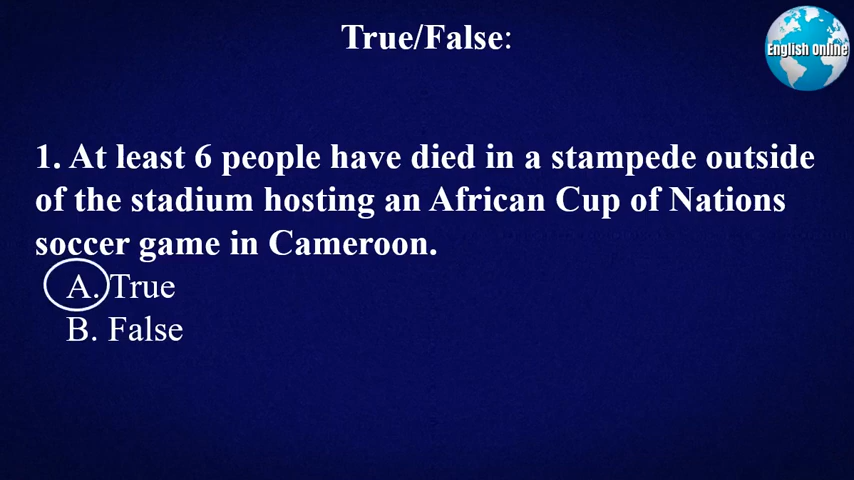 True/False:
English Online
1. At least 6 people have died in a stampede outside
of the stadium hosting an African Cup of Nations
soccer game in Cameroon.
A. True
B. False